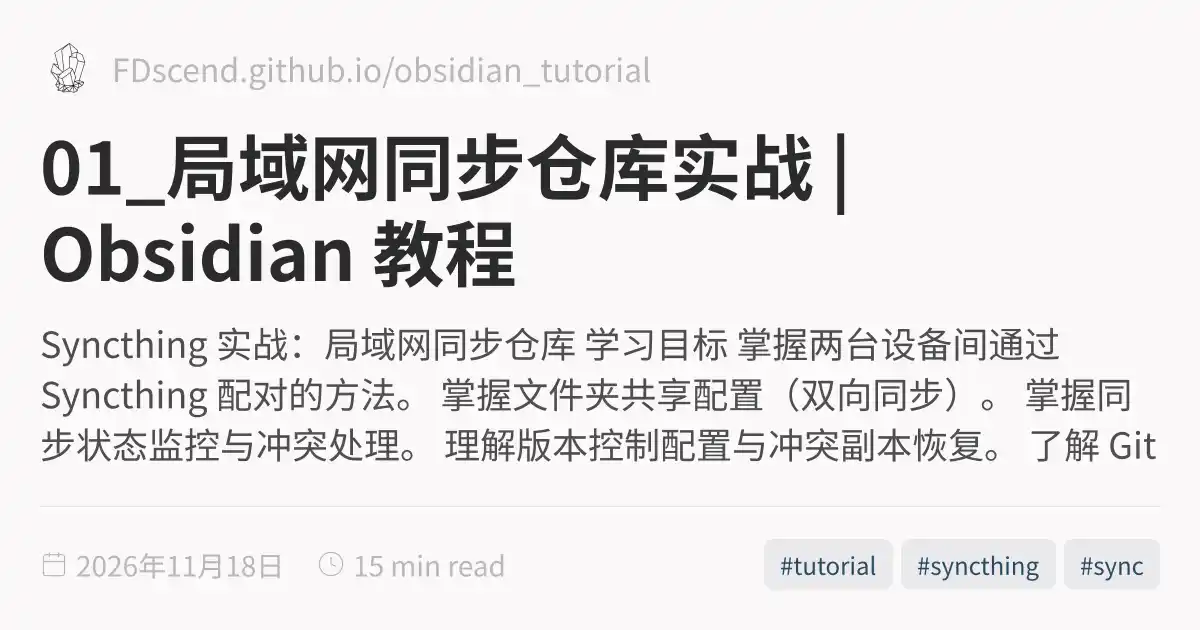 FDscend.github.io/obsidian_tutorial
01_局域网同步仓库实战 |
Obsidian 教程
Syncthing 实战：局域网同步仓库 学习目标 掌握两台设备间通过
Syncthing 配对的方法。 掌握文件夹共享配置（双向同步）。 掌握同
步状态监控与冲突处理。 理解版本控制配置与冲突副本恢复。 了解 Git
2026年11月18日 15 min read #tutorial #syncthing #sync